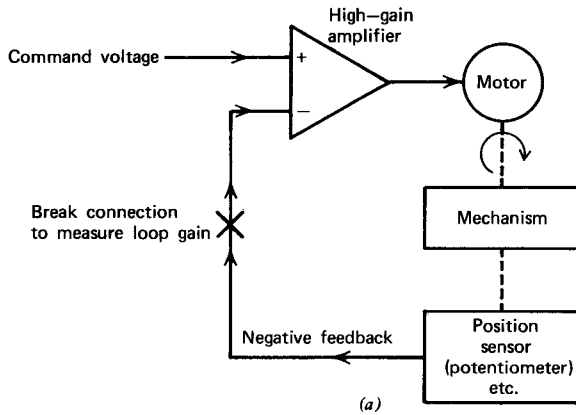 High–gain
amplifier
Command voltage
+
−
Motor
Break connection
to measure loop gain
Mechanism
Negative feedback
Position
sensor
(potentiometer)
etc.
(a)